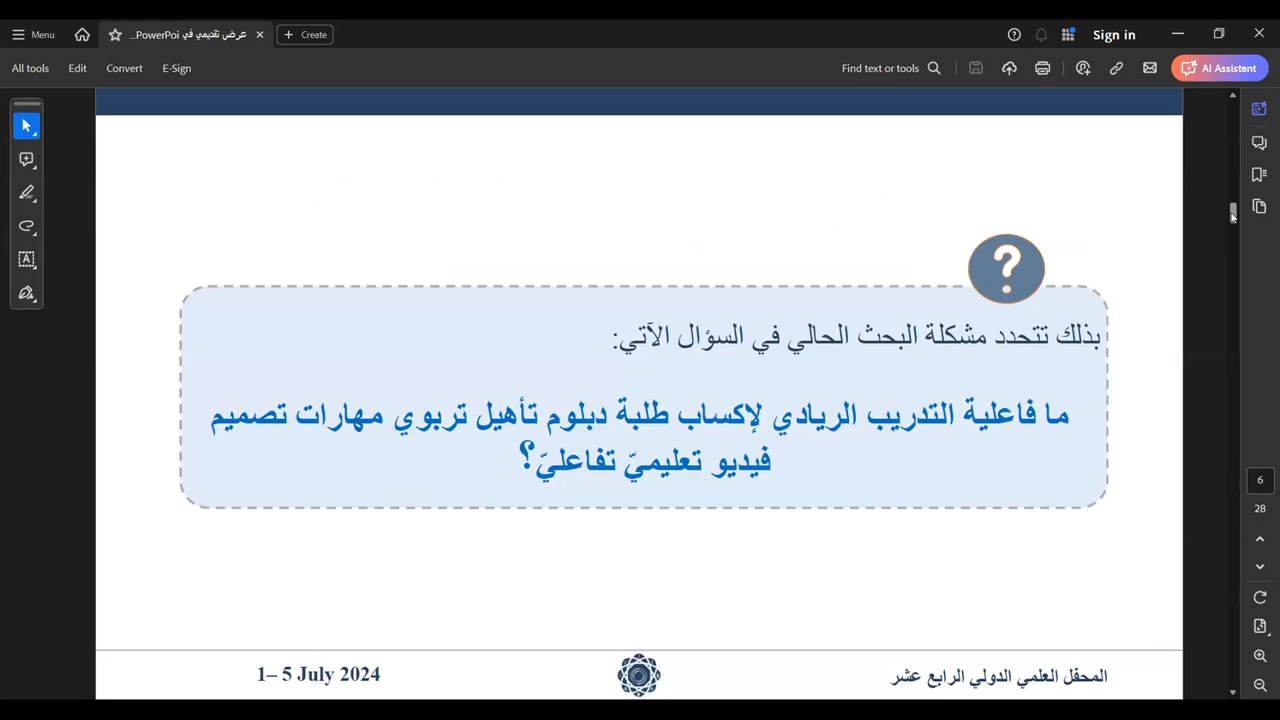 Menu
عرض تقديمي في PowerPoi...
Create
Sign in
All tools
Edit
Convert
E-Sign
Find text or tools
AI Assistant
?
بذلك تتحدد مشكلة البحث الحالي في السؤال الآتي:
ما فاعلية التدريب الريادي لإكساب طلبة دبلوم تأهيل تربوي مهارات تصميم
فيديو تعليميّ تفاعليّ؟
6
28
المحفل العلمي الدولي الرابع عشر
1– 5 July 2024